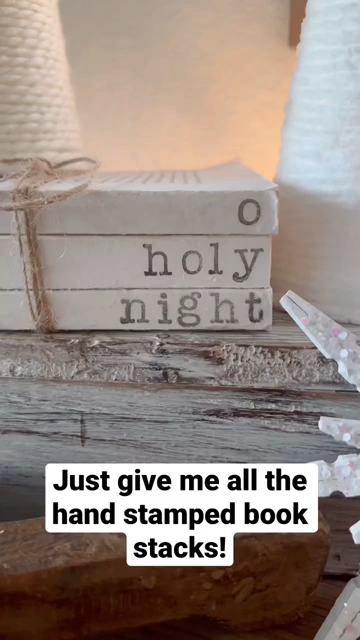 o
holy
night
Just give me all the
hand stamped book
stacks!